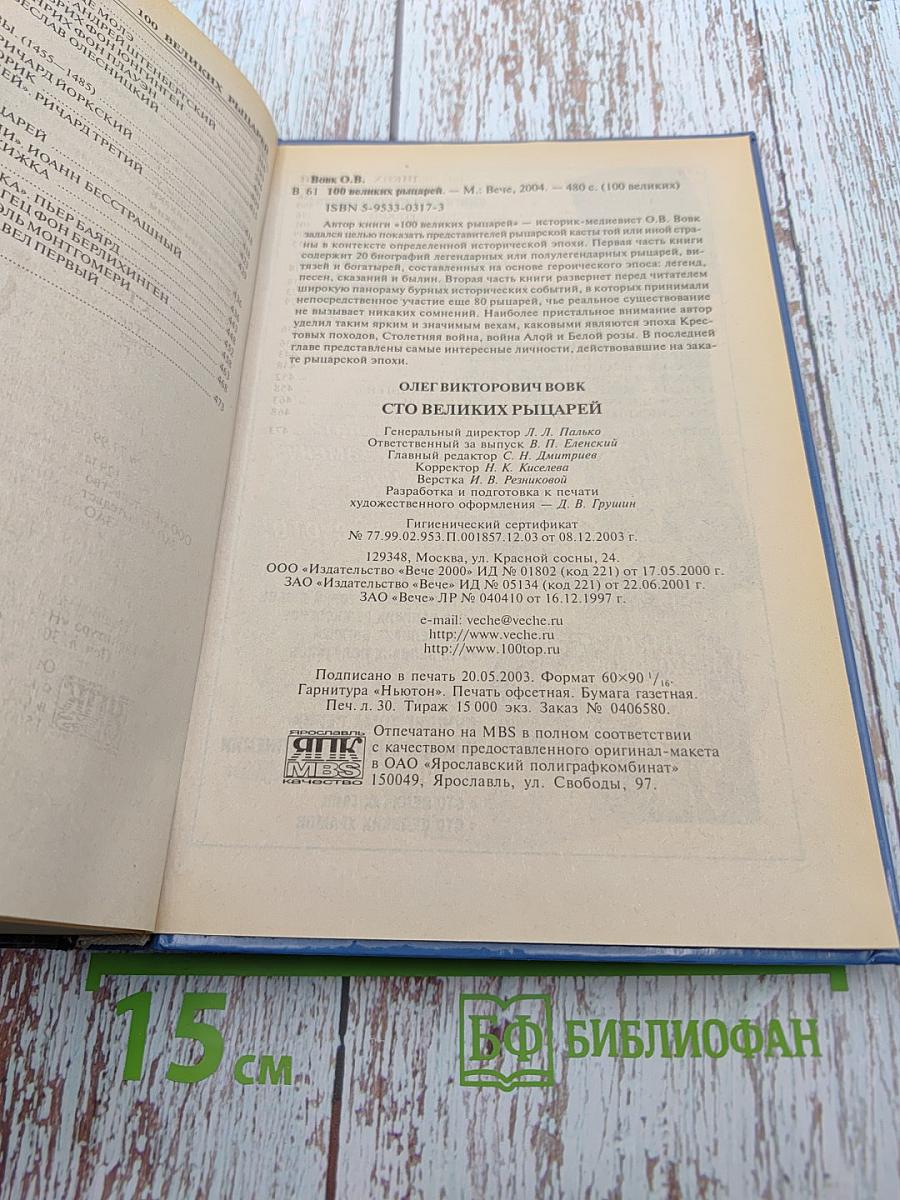 100 ВЕЛИКИХ РЫЦАРЕЙ
АНДРЕЙ ШТЕНБЕРГСКИЙ
ФОН ЮНГИНГЕН
ФОН ПЛАУЭН
ОЛЕСНИЦКИЙ
(1455—1485)
РИЧАРД ЙОРКСКИЙ
РИЧАРД ТРЕТИЙ
ИОАНН БЕССТРАШНЫЙ
ПЬЕР БАЯРД
ФОН БЕРЛИХИНГЕН
МОНТГОМЕРИ
ПЕРВЫЙ
463
468
473
Вовк О.В.
В 61 100 великих рыцарей. — М.: Вече, 2004. — 480 с. (100 великих)
ISBN 5-9533-0317-3
Автор книги «100 великих рыцарей» — историк-медиевист О.В. Вовк
задался целью показать представителей рыцарской касты той или иной стра-
ны в контексте определенной исторической эпохи. Первая часть книги
содержит 20 биографий легендарных или полулегендарных рыцарей, ви-
тязей и богатырей, составленных на основе героического эпоса: легенд,
песен, сказаний и былин. Вторая часть книги развернет перед читателем
широкую панораму бурных исторических событий, в которых принимали
непосредственное участие еще 80 рыцарей, чье реальное существование
не вызывает никаких сомнений. Наиболее пристальное внимание автор
уделил таким ярким и значимым вехам, каковыми являются эпоха Крес-
товых походов, Столетняя война, война Алой и Белой розы. В последней
главе представлены самые интересные личности, действовавшие на зака-
те рыцарской эпохи.
ОЛЕГ ВИКТОРОВИЧ ВОВК
СТО ВЕЛИКИХ РЫЦАРЕЙ
Генеральный директор Л. Л. Палько
Ответственный за выпуск В. П. Еленский
Главный редактор С. Н. Дмитриев
Корректор Н. К. Киселева
Верстка И. В. Резниковой
Разработка и подготовка к печати
художественного оформления — Д. В. Грушин
Гигиенический сертификат
№ 77.99.02.953.П.001857.12.03 от 08.12.2003 г.
129348, Москва, ул. Красной сосны, 24.
ООО «Издательство «Вече 2000» ИД № 01802 (код 221) от 17.05.2000 г.
ЗАО «Издательство «Вече» ИД № 05134 (код 221) от 22.06.2001 г.
ЗАО «Вече» ЛР № 040410 от 16.12.1997 г.
e-mail: veche@veche.ru
http://www.veche.ru
http://www.100top.ru
Подписано в печать 20.05.2003. Формат 60×90 1/16.
Гарнитура «Ньютон». Печать офсетная. Бумага газетная.
Печ. л. 30. Тираж 15 000 экз. Заказ № 0406580.
ЯРОСЛАВЛЬ
ЯПК
MBS
КАЧЕСТВО
Отпечатано на MBS в полном соответствии
с качеством предоставленного оригинал-макета
в ОАО «Ярославский полиграфкомбинат»
150049, Ярославль, ул. Свободы, 97.
15 см
БФ БИБЛИОФАН